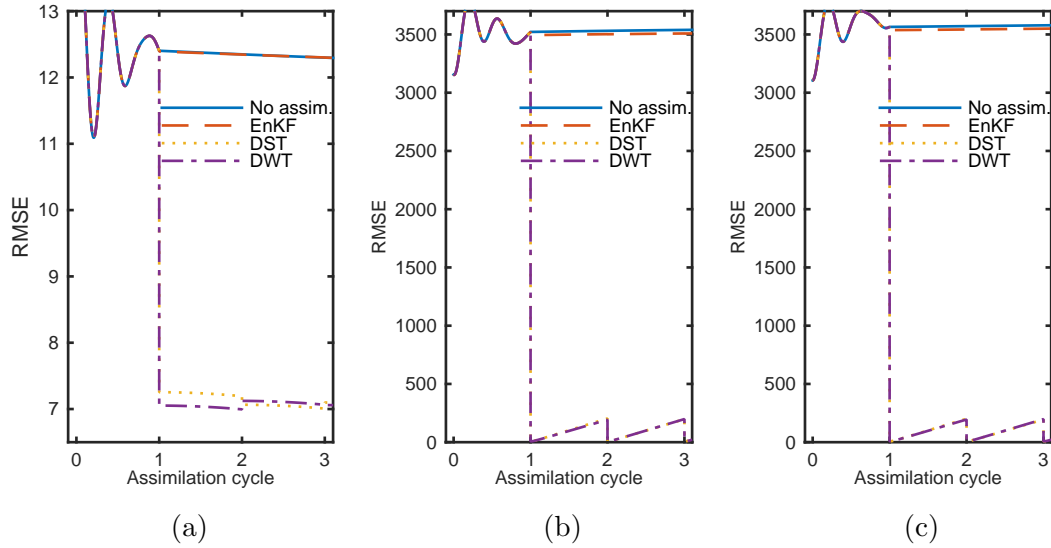 13
12
11
10
9
8
7
RMSE
0
1
2
3
Assimilation cycle
No assim.
EnKF
DST
DWT
(a)
3500
3000
2500
2000
1500
1000
500
0
RMSE
0
1
2
3
Assimilation cycle
No assim.
EnKF
DST
DWT
(b)
3500
3000
2500
2000
1500
1000
500
0
RMSE
0
1
2
3
Assimilation cycle
No assim.
EnKF
DST
DWT
(c)